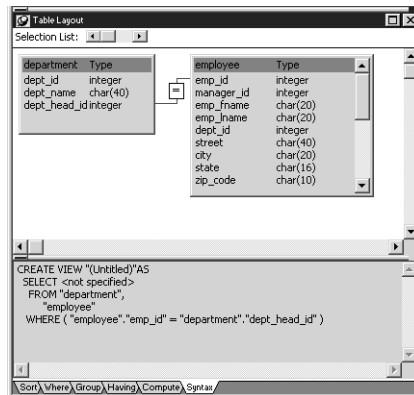 Table Layout
Selection List:
department Type
dept_id integer
dept_name char(40)
dept_head_id integer
=
employee Type
emp_id integer
manager_id integer
emp_fname char(20)
emp_lname char(20)
dept_id integer
street char(40)
city char(20)
state char(16)
zip_code char(10)
CREATE VIEW "(Untitled)"AS
SELECT <not specified>
FROM "department",
"employee"
WHERE ( "employee"."emp_id" = "department"."dept_head_id" )
Sort Where Group Having Compute Syntax